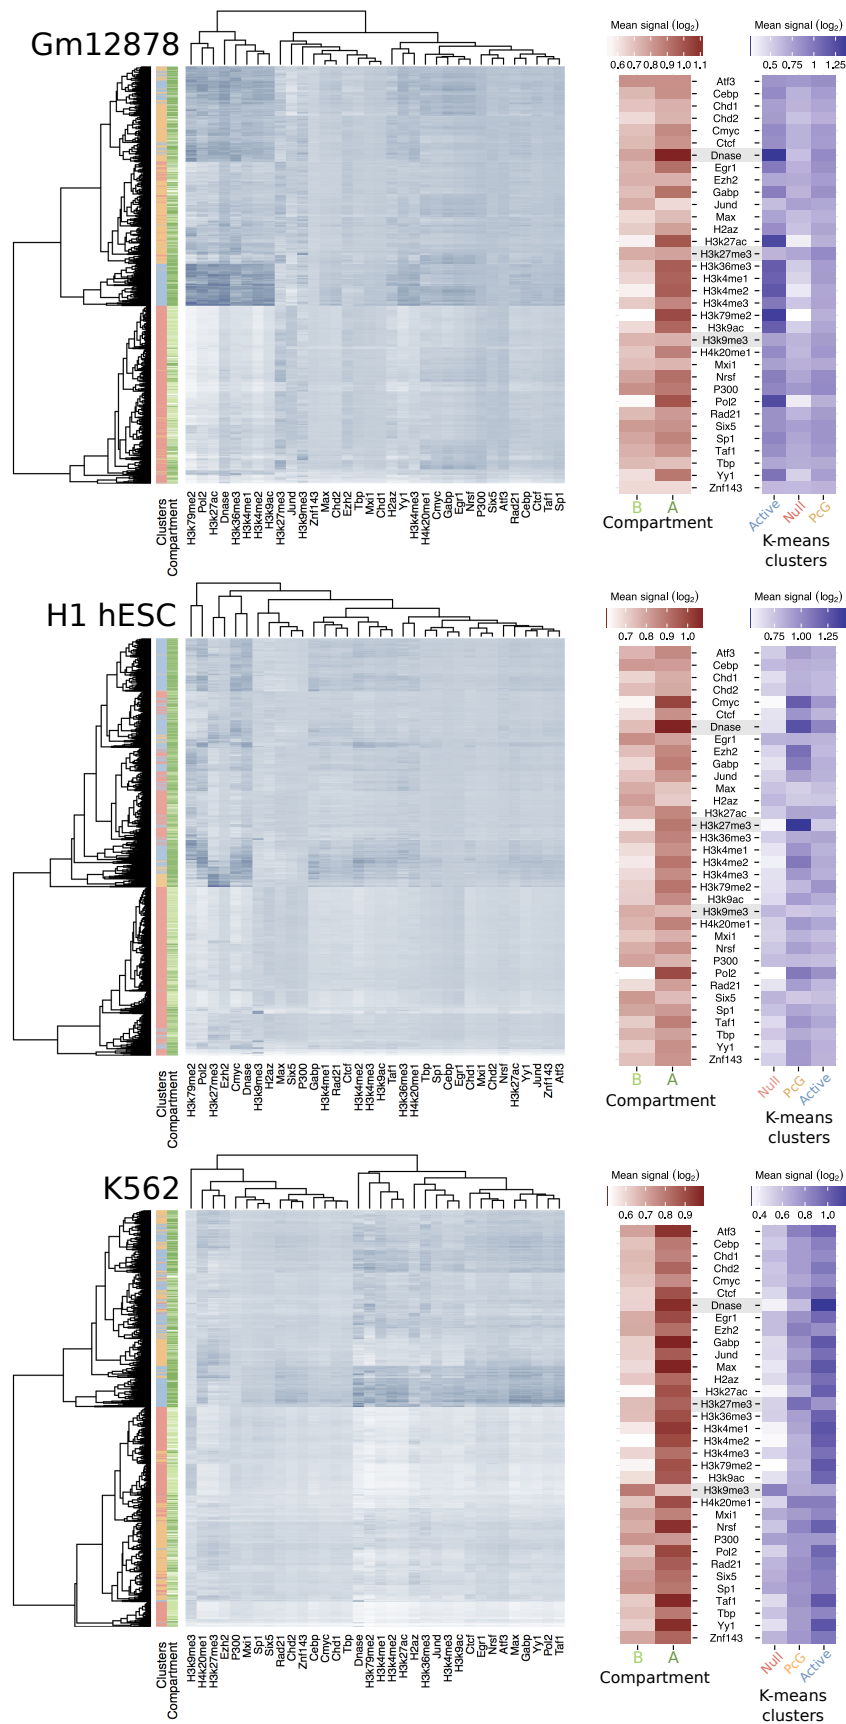 Gm12878
Clusters
Compartment
H3k79me2
Pol2
H3k27ac
Dnase
H3k36me3
H3k4me1
H3k4me2
H3k9ac
H3k27me3
Jund
H3k9me3
Znf143
Max
Chd2
Ezh2
Tbp
Mxi1
Chd1
H2az
Yy1
H3k4me3
H4k20me1
Cmyc
Gabp
Egr1
Nrsf
P300
Six5
Atf3
Rad21
Cebp
Ctcf
Taf1
Sp1
Mean signal (log2)
0.6 0.7 0.8 0.9 1.0 1.1
Mean signal (log2)
0.5 0.75 1 1.25
Atf3
Cebp
Chd1
Chd2
Cmyc
Ctcf
Dnase
Egr1
Ezh2
Gabp
Jund
Max
H2az
H3k27ac
H3k27me3
H3k36me3
H3k4me1
H3k4me2
H3k4me3
H3k79me2
H3k9ac
H3k9me3
H4k20me1
Mxi1
Nrsf
P300
Pol2
Rad21
Six5
Sp1
Taf1
Tbp
Yy1
Znf143
B A
Compartment
Active Null PcG
K-means
clusters
H1 hESC
Clusters
Compartment
H3k79me2
Pol2
H3k27me3
Ezh2
Cmyc
Dnase
H3k9me3
H2az
Max
Six5
P300
Gabp
H3k4me1
Rad21
Ctcf
H3k4me2
H3k4me3
H3k9ac
Taf1
H3k36me3
H4k20me1
Tbp
Sp1
Cebp
Egr1
Chd1
Mxi1
Chd2
Nrsf
H3k27ac
Yy1
Jund
Znf143
Atf3
Mean signal (log2)
0.7 0.8 0.9 1.0
Mean signal (log2)
0.75 1.00 1.25
Atf3
Cebp
Chd1
Chd2
Cmyc
Ctcf
Dnase
Egr1
Ezh2
Gabp
Jund
Max
H2az
H3k27ac
H3k27me3
H3k36me3
H3k4me1
H3k4me2
H3k4me3
H3k79me2
H3k9ac
H3k9me3
H4k20me1
Mxi1
Nrsf
P300
Pol2
Rad21
Six5
Sp1
Taf1
Tbp
Yy1
Znf143
B A
Compartment
Null PcG Active
K-means
clusters
K562
Clusters
Compartment
H3k9me3
H4k20me1
H3k27me3
Ezh2
P300
Mxi1
Sp1
Six5
Rad21
Chd2
Znf143
Cebp
Cmyc
Chd1
Tbp
Dnase
H3k79me2
H3k4me1
H3k4me2
H3k27ac
H2az
H3k36me3
Jund
H3k4me3
H3k9ac
Ctcf
Egr1
Nrsf
Atf3
Max
Gabp
Yy1
Pol2
Taf1
Mean signal (log2)
0.6 0.7 0.8 0.9
Mean signal (log2)
0.4 0.6 0.8 1.0
Atf3
Cebp
Chd1
Chd2
Cmyc
Ctcf
Dnase
Egr1
Ezh2
Gabp
Jund
Max
H2az
H3k27ac
H3k27me3
H3k36me3
H3k4me1
H3k4me2
H3k4me3
H3k79me2
H3k9ac
H3k9me3
H4k20me1
Mxi1
Nrsf
P300
Pol2
Rad21
Six5
Sp1
Taf1
Tbp
Yy1
Znf143
B A
Compartment
Null PcG Active
K-means
clusters